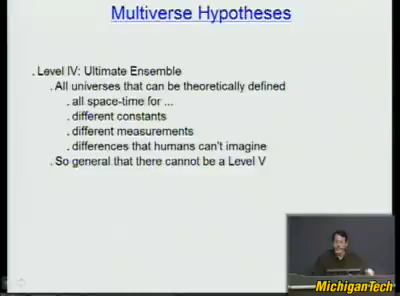 Multiverse Hypotheses
. Level IV: Ultimate Ensemble
. All universes that can be theoretically defined
. all space-time for ...
. different constants
. different measurements
. differences that humans can't imagine
. So general that there cannot be a Level V
MichiganTech